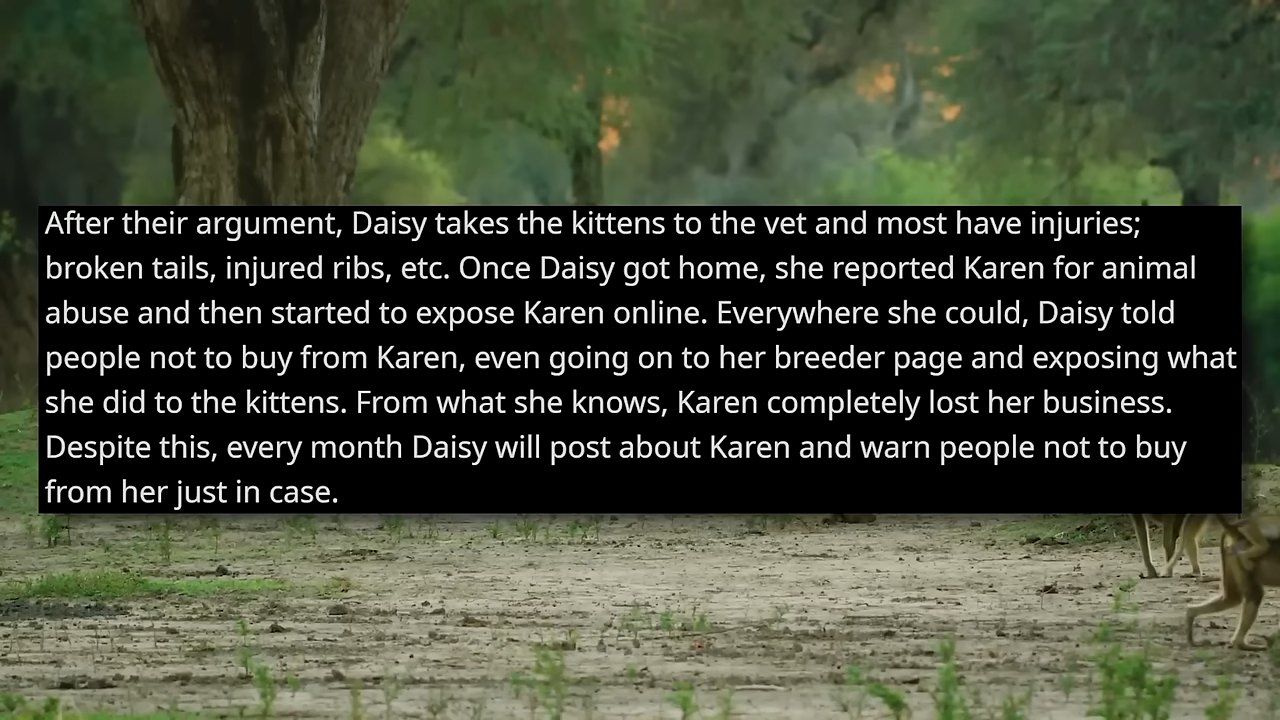 After their argument, Daisy takes the kittens to the vet and most have injuries;
broken tails, injured ribs, etc. Once Daisy got home, she reported Karen for animal
abuse and then started to expose Karen online. Everywhere she could, Daisy told
people not to buy from Karen, even going on to her breeder page and exposing what
she did to the kittens. From what she knows, Karen completely lost her business.
Despite this, every month Daisy will post about Karen and warn people not to buy
from her just in case.